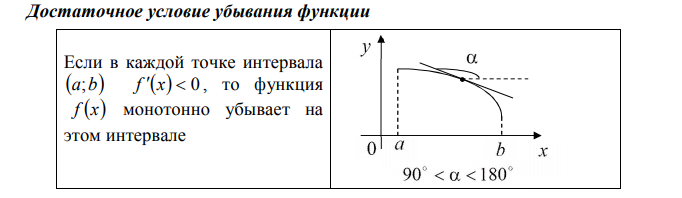 Достаточное условие убывания функции
Если в каждой точке интервала
(a;b) f′(x) < 0, то функция
f(x) монотонно убывает на
этом интервале
y
α
0
a
b
x
90° < α < 180°